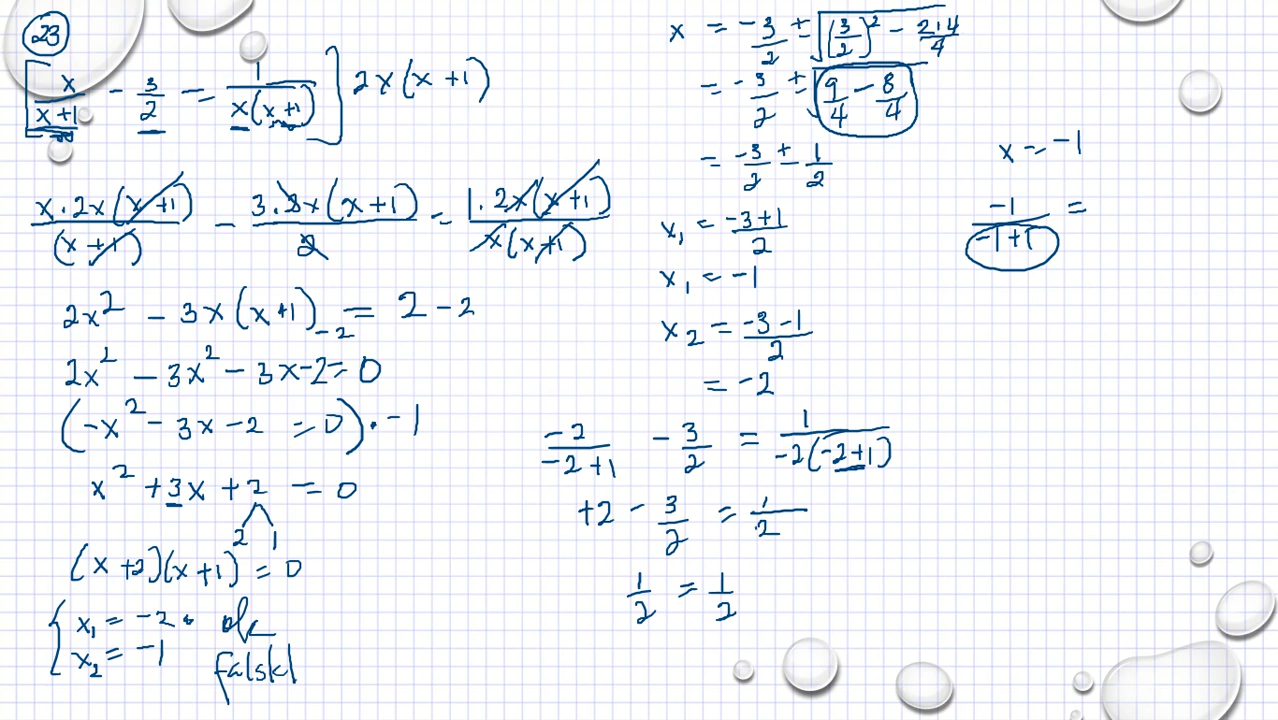 23
[x/(x+1) - 3/2 = 1/(x(x+1))] 2x(x+1)
x·2x(x+1)/(x+1) - 3·2x(x+1)/2 = 1·2x(x+1)/(x(x+1))
2x² - 3x(x+1) -2 = 2 - 2
2x² - 3x² - 3x - 2 = 0
(-x² - 3x - 2 = 0) · -1
x² + 3x + 2 = 0
2 1
(x+2)(x+1) = 0
x₁ = -2 ok
x₂ = -1 falskt
x = -3/2 ± √((3/2)² - 2·4/4)
= -3/2 ± √(9/4 - 8/4)
= -3/2 ± 1/2
x₁ = (-3+1)/2
x₁ = -1
x₂ = (-3-1)/2
= -2
-2/(-2+1) - 3/2 = 1/(-2(-2+1))
+2 - 3/2 = 1/2
1/2 = 1/2
x = -1
-1/(-1+1) =